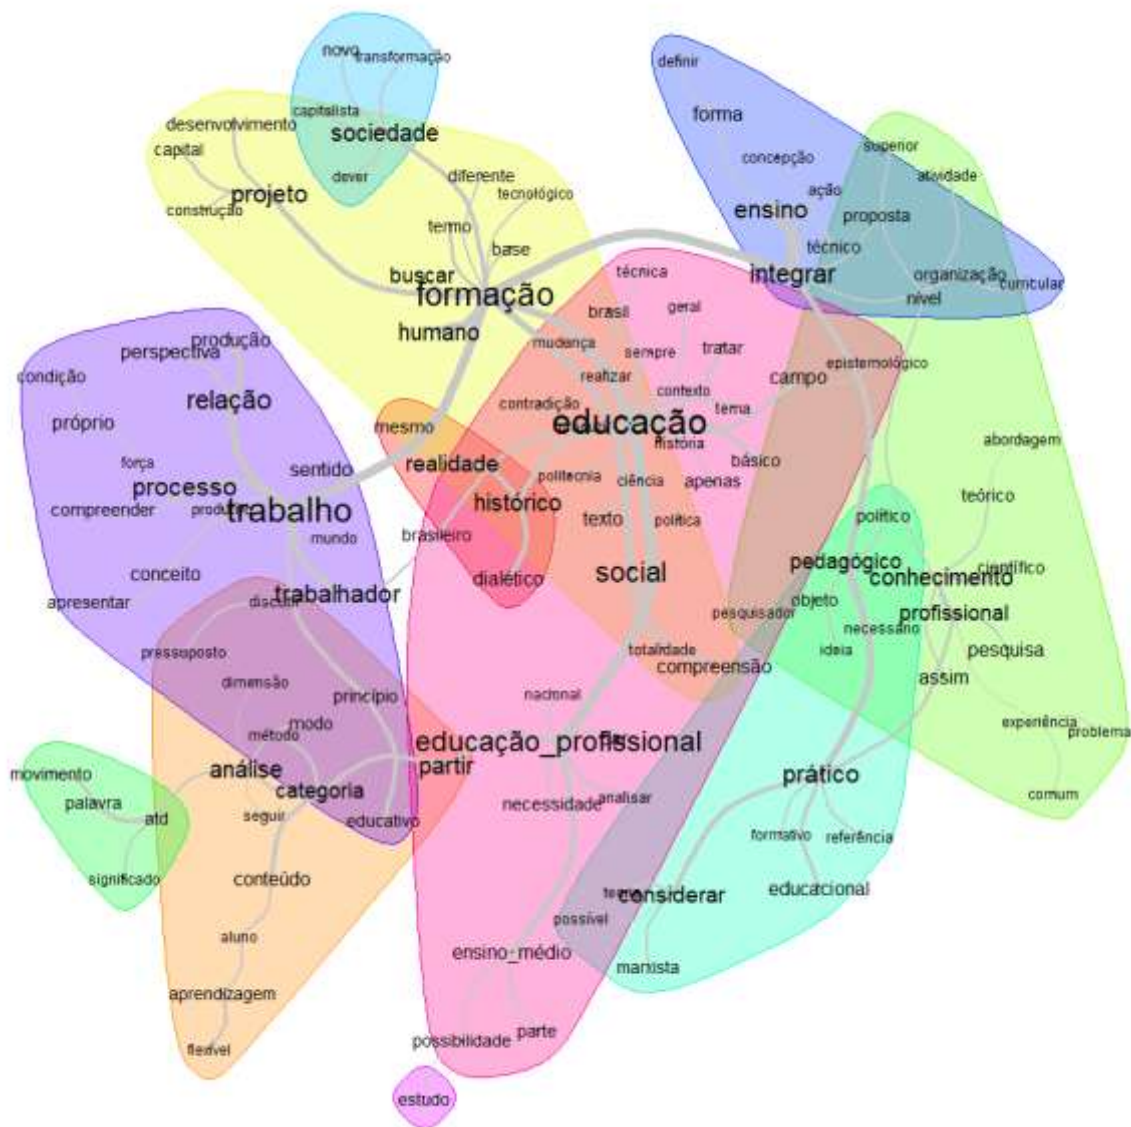 novo
transformação
definir
capitalista
forma
desenvolvimento
sociedade
superior
capital
concepção
atividade
dever
diferente
projeto
tecnológico
ação
ensino
proposta
construção
termo
base
técnico
buscar
técnica
integrar
organização
curricular
formação
nível
geral
brasil
humano
produção
mudança
perspectiva
sempre
tratar
epistemológico
condição
realizar
campo
contexto
relação
contradição
tema
próprio
mesmo
educação
abordagem
história
força
realidade
básico
sentido
politecnia
ciência
apenas
processo
teórico
histórico
compreender
trabalho
texto
política
político
mundo
brasileiro
pedagógico
científico
conceito
dialético
social
conhecimento
trabalhador
apresentar
discutir
objeto
pesquisador
profissional
necessário
pressuposto
totalidade
ideia
pesquisa
compreensão
assim
dimensão
princípio
nacional
modo
experiência
problema
método
educação_profissional
análise
partir
movimento
prático
categoria
palavra
necessidade
analisar
comum
atd
seguir
educativo
formativo
referência
significado
conteúdo
educacional
considerar
possível
aluno
ensino_médio
marxista
aprendizagem
parte
possibilidade
flexível
estudo